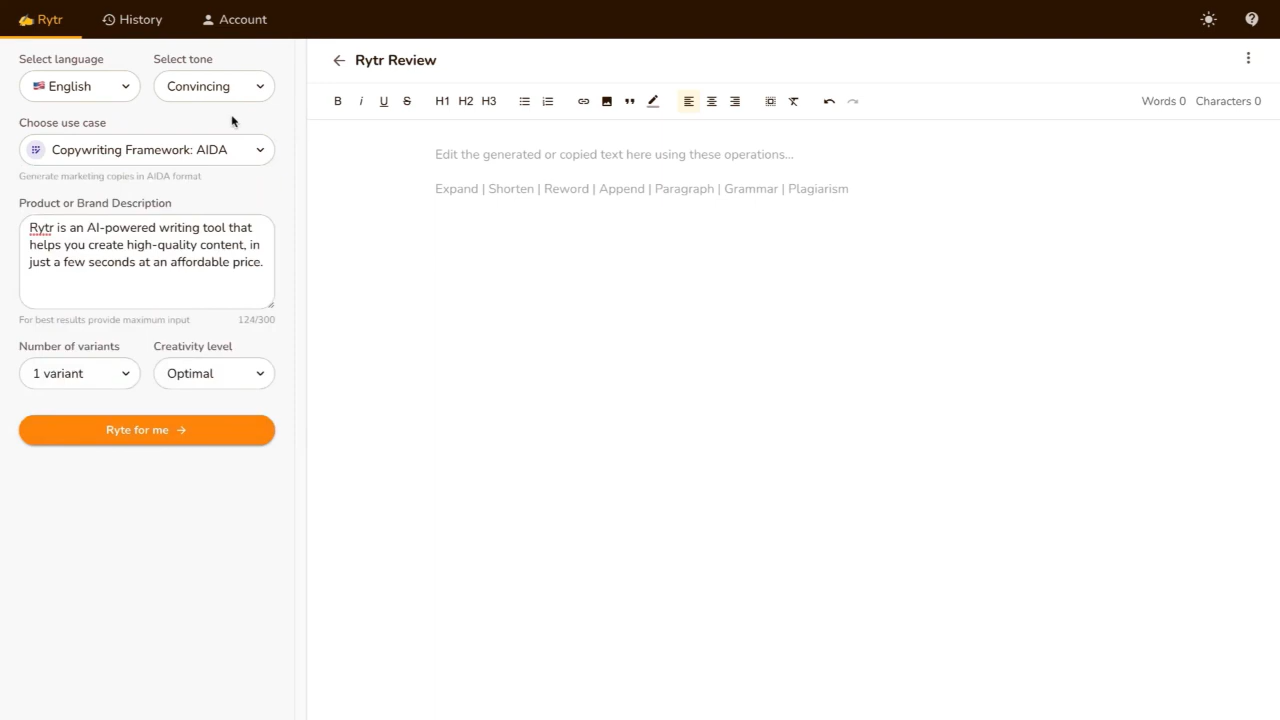 Rytr
History
Account
Select language
Select tone
English
Convincing
Choose use case
Copywriting Framework: AIDA
Generate marketing copies in AIDA format
Product or Brand Description
Rytr is an AI-powered writing tool that
helps you create high-quality content, in
just a few seconds at an affordable price.
For best results provide maximum input
124/300
Number of variants
Creativity level
1 variant
Optimal
Ryte for me
Rytr Review
B i U S H1 H2 H3
Words 0 Characters 0
Edit the generated or copied text here using these operations...
Expand | Shorten | Reword | Append | Paragraph | Grammar | Plagiarism